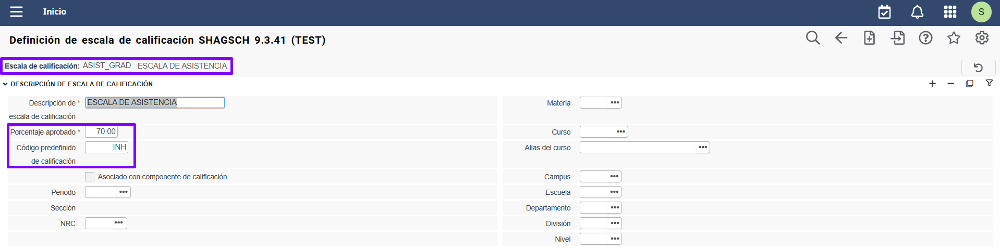 Inicio
S
Definición de escala de calificación SHAGSCH 9.3.41 (TEST)
Escala de calificación: ASIST_GRAD ESCALA DE ASISTENCIA
DESCRIPCIÓN DE ESCALA DE CALIFICACIÓN
Descripción de * ESCALA DE ASISTENCIA
escala de calificación
Materia
Porcentaje aprobado * 70.00
Curso
Código predefinido INH
de calificación
Alias del curso
Asociado con componente de calificación
Campus
Periodo
Escuela
Sección
Departamento
NRC
División
Nivel